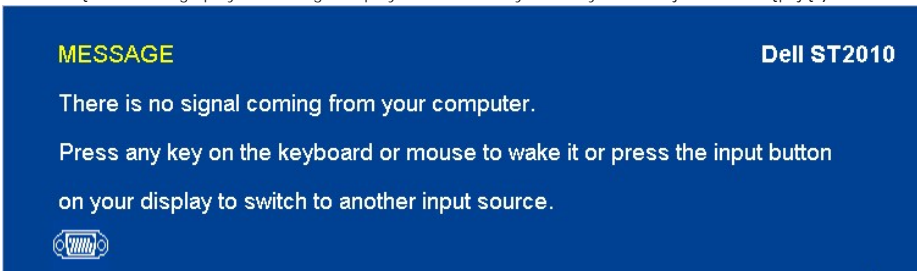 MESSAGE Dell ST2010
There is no signal coming from your computer.
Press any key on the keyboard or mouse to wake it or press the input button
on your display to switch to another input source.